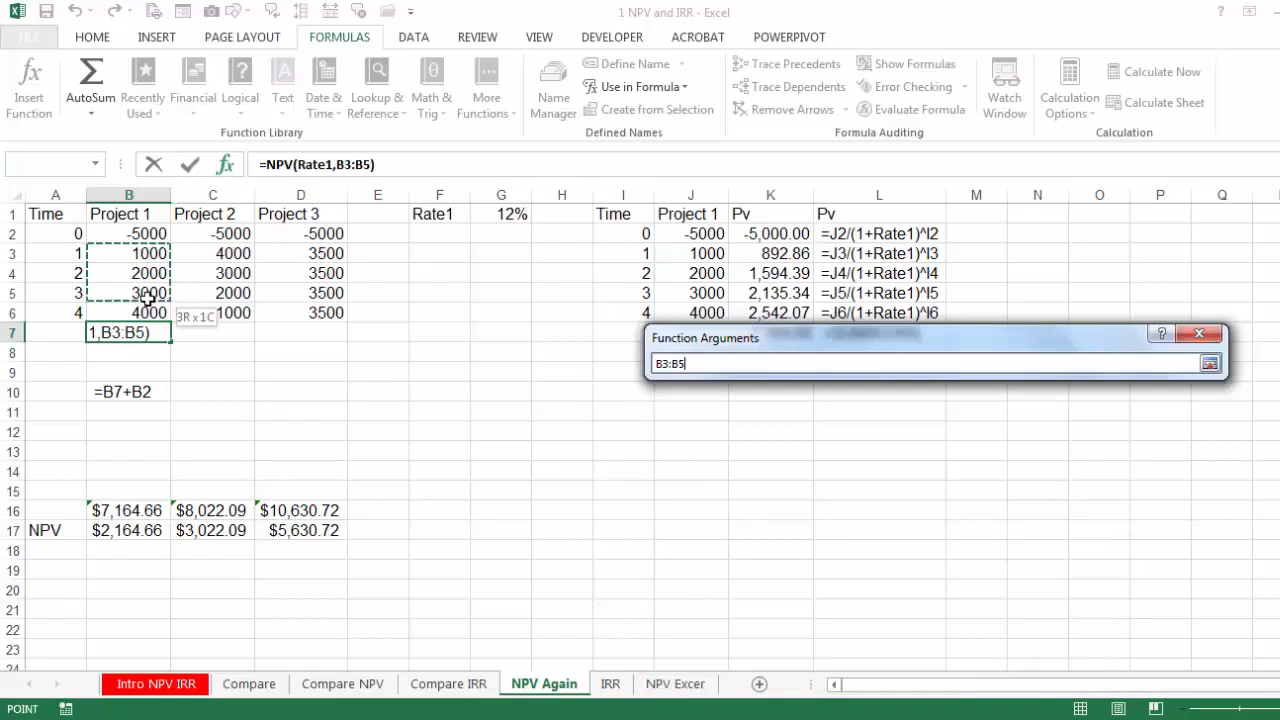 1 NPV and IRR - Excel
FILE HOME INSERT PAGE LAYOUT FORMULAS DATA REVIEW VIEW DEVELOPER ACROBAT POWERPIVOT
Insert Function
AutoSum
Recently Used
Financial
Logical
Text
Date & Time
Lookup & Reference
Math & Trig
More Functions
Function Library
Name Manager
Define Name
Use in Formula
Create from Selection
Defined Names
Trace Precedents
Trace Dependents
Remove Arrows
Show Formulas
Error Checking
Evaluate Formula
Formula Auditing
Watch Window
Calculation Options
Calculate Now
Calculate Sheet
Calculation
fx =NPV(Rate1,B3:B5)
A B C D E F G H I J K L M N O P Q
1 Time Project 1 Project 2 Project 3 Rate1 12% Time Project 1 Pv Pv
2 0 -5000 -5000 -5000 0 -5000 -5,000.00 =J2/(1+Rate1)^I2
3 1 1000 4000 3500 1 1000 892.86 =J3/(1+Rate1)^I3
4 2 2000 3000 3500 2 2000 1,594.39 =J4/(1+Rate1)^I4
5 3 3000 2000 3500 3 3000 2,135.34 =J5/(1+Rate1)^I5
6 4 4000 1000 3500 4 4000 2,542.07 =J6/(1+Rate1)^I6
3R x 1C
7 1,B3:B5)
Function Arguments
B3:B5
8
9
10 =B7+B2
11
12
13
14
15
16 $7,164.66 $8,022.09 $10,630.72
17 NPV $2,164.66 $3,022.09 $5,630.72
18
19
20
21
22
23
24
Intro NPV IRR Compare Compare NPV Compare IRR NPV Again IRR NPV Excer
POINT